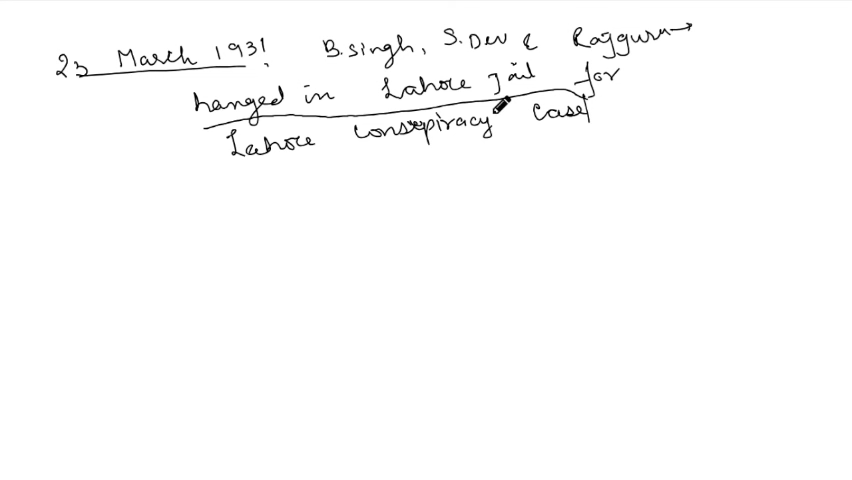 23 March 1931: B.singh, S.Dev & Rajguru→
hanged in Lahore Jail for
Lahore conspiracy case